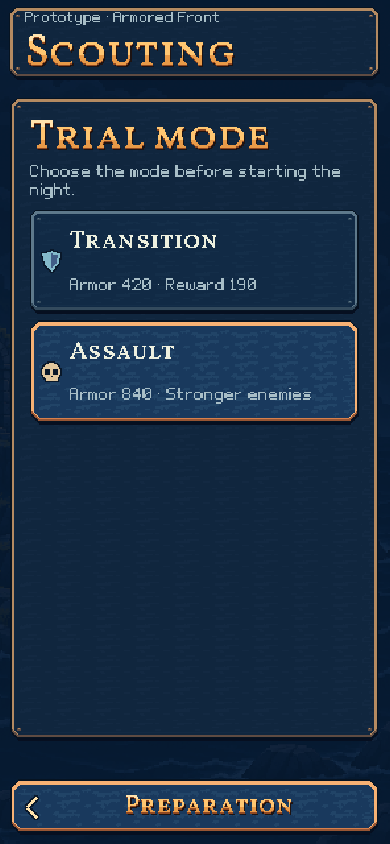 Prototype · Armored Front
Scouting
Trial mode
Choose the mode before starting the
night.
Transition
Armor 420 · Reward 190
Assault
Armor 840 · Stronger enemies
Preparation